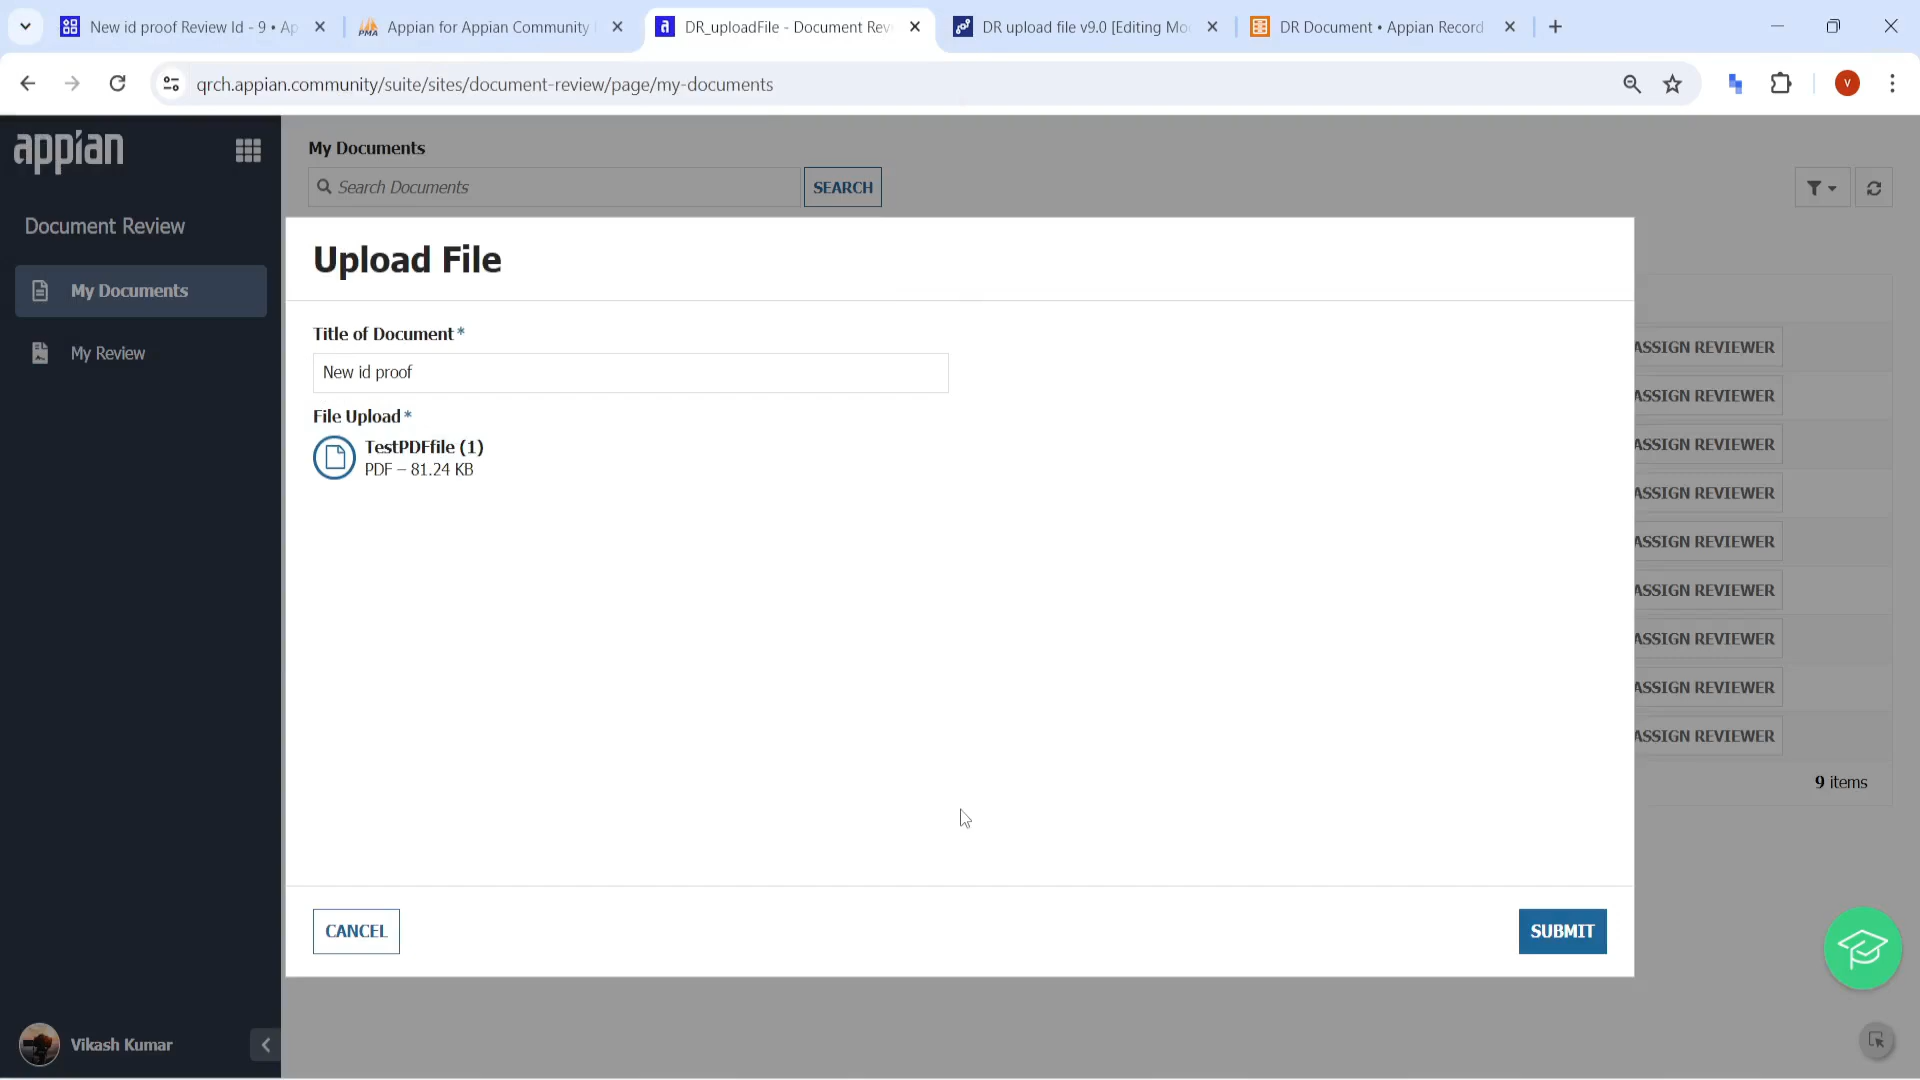 New id proof Review Id - 9 • Ap
Appian for Appian Community
DR_uploadFile - Document Rev
DR upload file v9.0 [Editing Mo
DR Document • Appian Record
qrch.appian.community/suite/sites/document-review/page/my-documents
V
appian
Document Review
My Documents
My Review
My Documents
Search Documents
SEARCH
Upload File
Title of Document*
New id proof
File Upload*
TestPDFfile (1)
PDF – 81.24 KB
ASSIGN REVIEWER
ASSIGN REVIEWER
ASSIGN REVIEWER
ASSIGN REVIEWER
ASSIGN REVIEWER
ASSIGN REVIEWER
ASSIGN REVIEWER
ASSIGN REVIEWER
ASSIGN REVIEWER
9 items
CANCEL
SUBMIT
Vikash Kumar